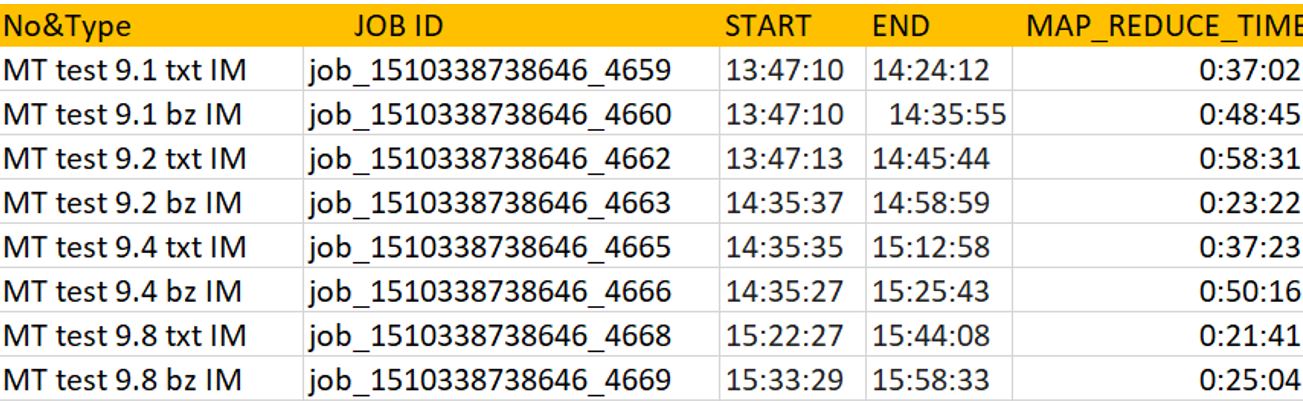 No&Type JOB ID START END MAP_REDUCE_TIME
MT test 9.1 txt IM job_1510338738646_4659 13:47:10 14:24:12 0:37:02
MT test 9.1 bz IM job_1510338738646_4660 13:47:10 14:35:55 0:48:45
MT test 9.2 txt IM job_1510338738646_4662 13:47:13 14:45:44 0:58:31
MT test 9.2 bz IM job_1510338738646_4663 14:35:37 14:58:59 0:23:22
MT test 9.4 txt IM job_1510338738646_4665 14:35:35 15:12:58 0:37:23
MT test 9.4 bz IM job_1510338738646_4666 14:35:27 15:25:43 0:50:16
MT test 9.8 txt IM job_1510338738646_4668 15:22:27 15:44:08 0:21:41
MT test 9.8 bz IM job_1510338738646_4669 15:33:29 15:58:33 0:25:04